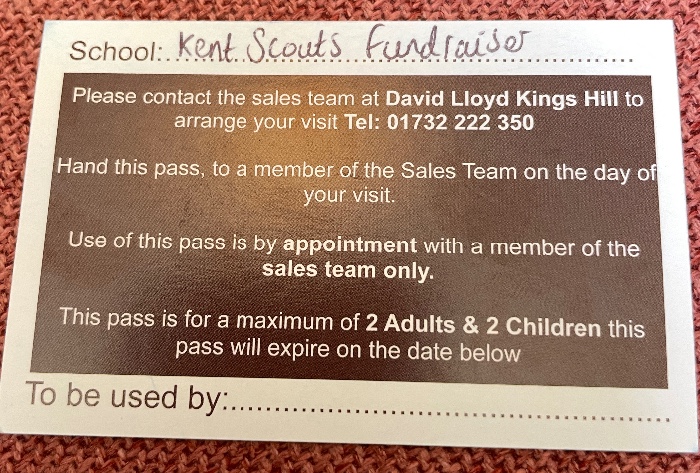 School: Kent Scouts Fundraiser
Please contact the sales team at David Lloyd Kings Hill to
arrange your visit Tel: 01732 222 350
Hand this pass, to a member of the Sales Team on the day of
your visit.
Use of this pass is by appointment with a member of the
sales team only.
This pass is for a maximum of 2 Adults & 2 Children this
pass will expire on the date below
To be used by: